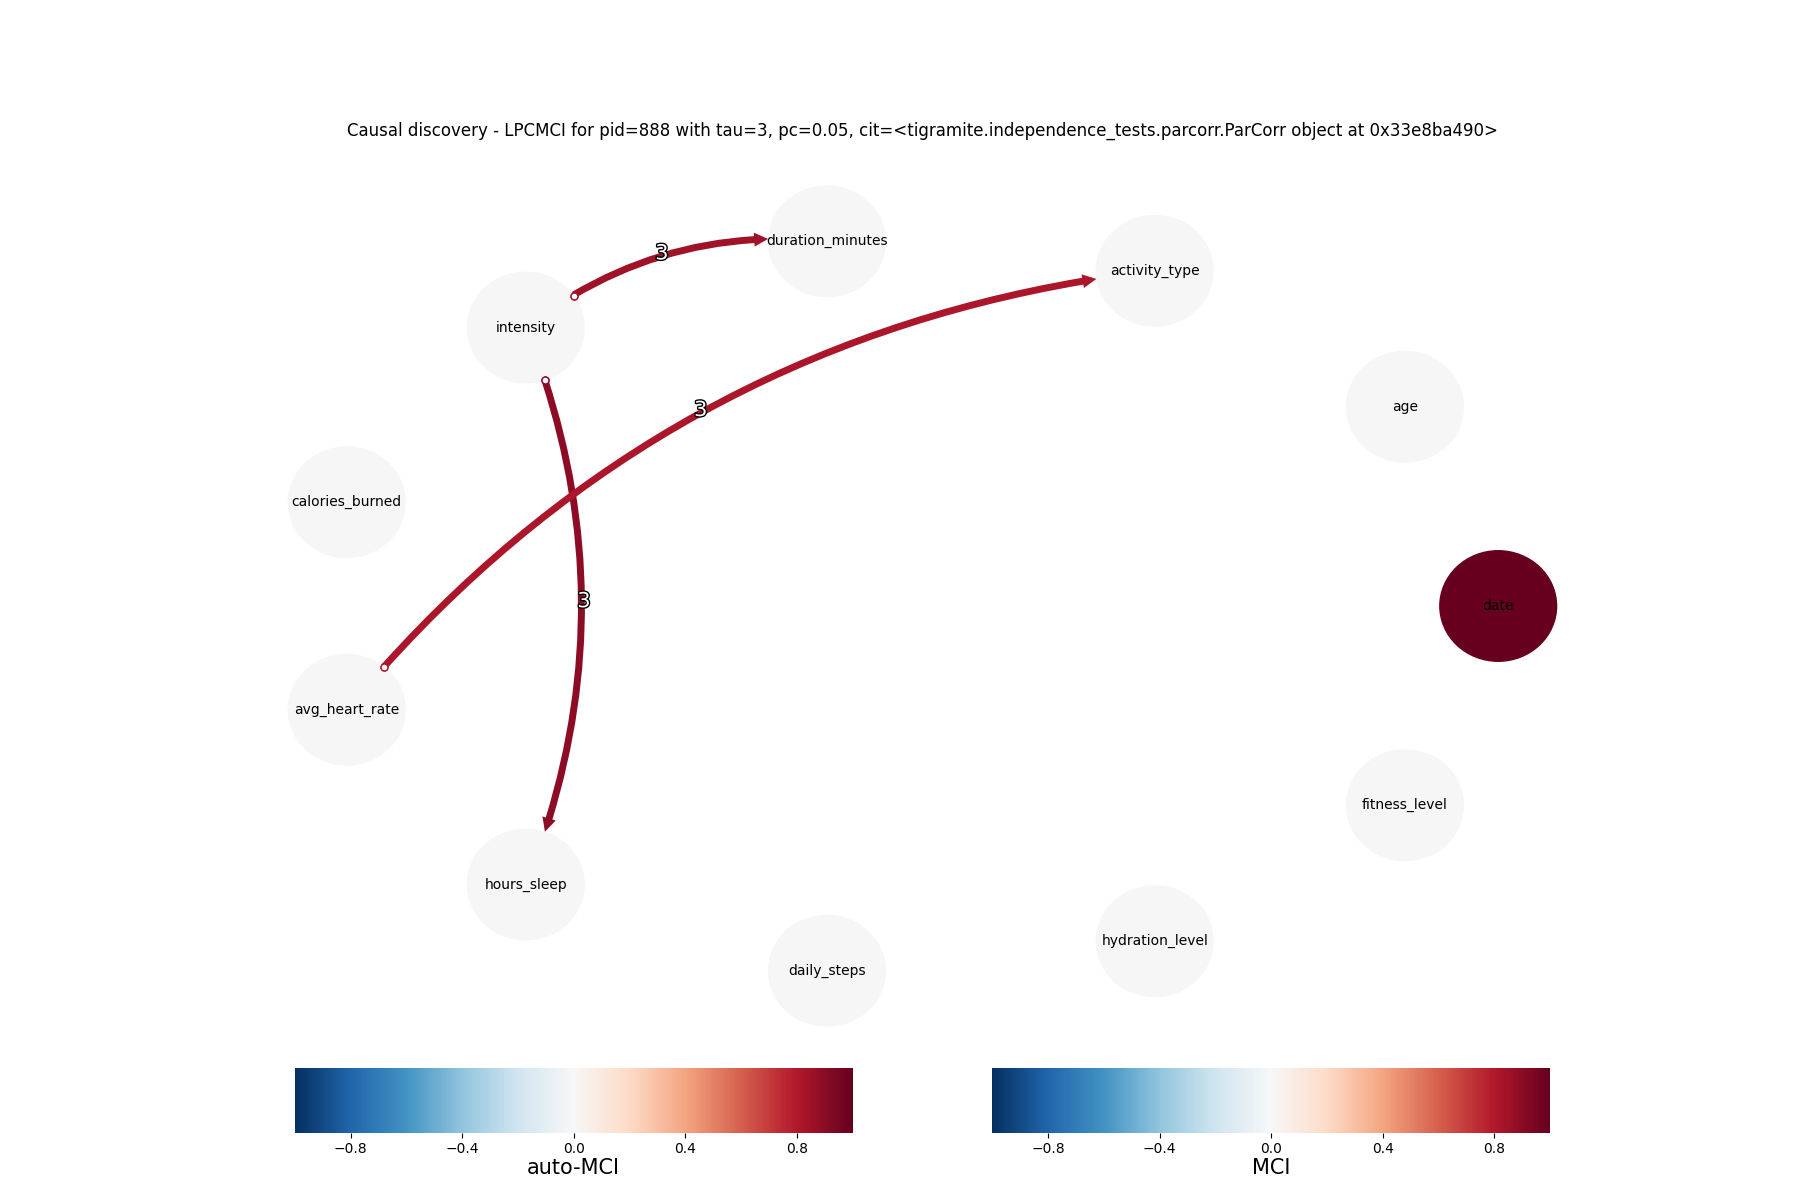 Causal discovery - LPCMCI for pid=888 with tau=3, pc=0.05, cit=<tigramite.independence_tests.parcorr.ParCorr object at 0x33e8ba490>
duration_minutes
3
activity_type
intensity
3
age
calories_burned
3
date
avg_heart_rate
fitness_level
hours_sleep
hydration_level
daily_steps
−0.8 −0.4 0.0 0.4 0.8
auto-MCI
−0.8 −0.4 0.0 0.4 0.8
MCI